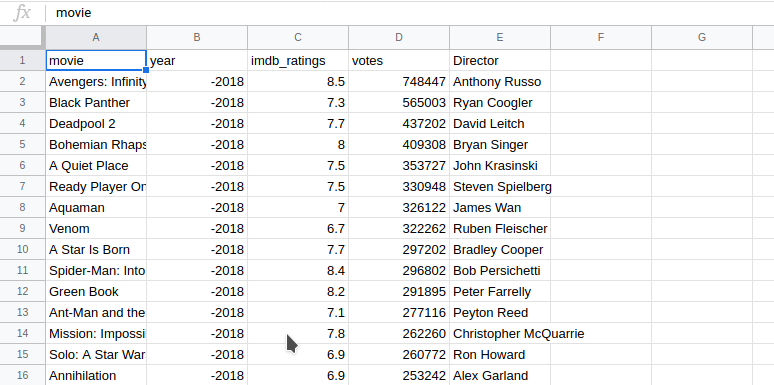 fx movie
A B C D E F G
1 movie year imdb_ratings votes Director
2 Avengers: Infinity -2018 8.5 748447 Anthony Russo
3 Black Panther -2018 7.3 565003 Ryan Coogler
4 Deadpool 2 -2018 7.7 437202 David Leitch
5 Bohemian Rhaps -2018 8 409308 Bryan Singer
6 A Quiet Place -2018 7.5 353727 John Krasinski
7 Ready Player On -2018 7.5 330948 Steven Spielberg
8 Aquaman -2018 7 326122 James Wan
9 Venom -2018 6.7 322262 Ruben Fleischer
10 A Star Is Born -2018 7.7 297202 Bradley Cooper
11 Spider-Man: Into -2018 8.4 296802 Bob Persichetti
12 Green Book -2018 8.2 291895 Peter Farrelly
13 Ant-Man and the -2018 7.1 277116 Peyton Reed
14 Mission: Impossi -2018 7.8 262260 Christopher McQuarrie
15 Solo: A Star War -2018 6.9 260772 Ron Howard
16 Annihilation -2018 6.9 253242 Alex Garland